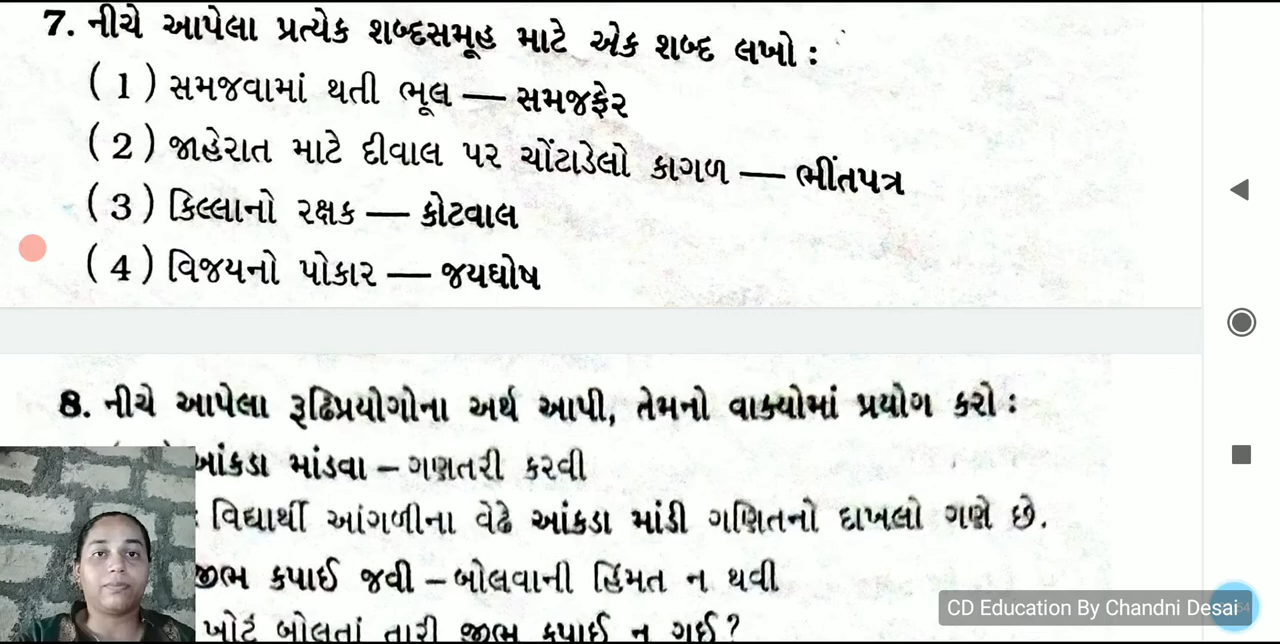 7. નીચે આપેલા પ્રત્યેક શબ્દસમૂહ માટે એક શબ્દ લખો :
( 1 ) સમજવામાં થતી ભૂલ — સમજફેર
( 2 ) જાહેરાત માટે દીવાલ પર ચોંટાડેલો કાગળ — ભીંતપત્ર
( 3 ) કિલ્લાનો રક્ષક — કોટવાલ
( 4 ) વિજયનો પોકાર — જયઘોષ
8. નીચે આપેલા રૂઢિપ્રયોગોના અર્થ આપી, તેમનો વાક્યોમાં પ્રયોગ કરો :
આંકડા માંડવા – ગણતરી કરવી
: વિદ્યાર્થી આંગળીના વેઢે આંકડા માંડી ગણિતનો દાખલો ગણે છે.
જીભ કપાઈ જવી – બોલવાની હિંમત ન થવી
ખોટું બોલતાં તારી જીભ કપાઈ ન ગઈ ?
CD Education By Chandni Desai